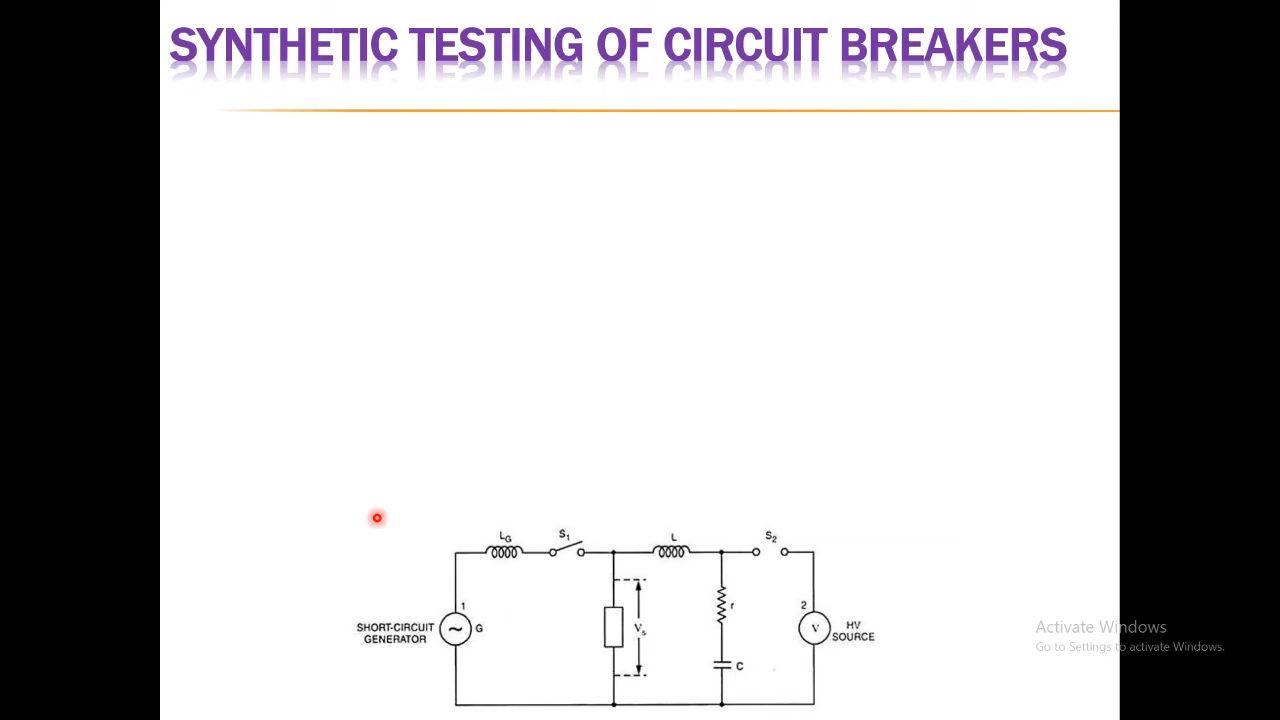 SYNTHETIC TESTING OF CIRCUIT BREAKERS
L_G S₁ L S₂
1 r 2
SHORT-CIRCUIT GENERATOR
~ G
Vₛ
V
HV SOURCE
C
Activate Windows
Go to Settings to activate Windows.